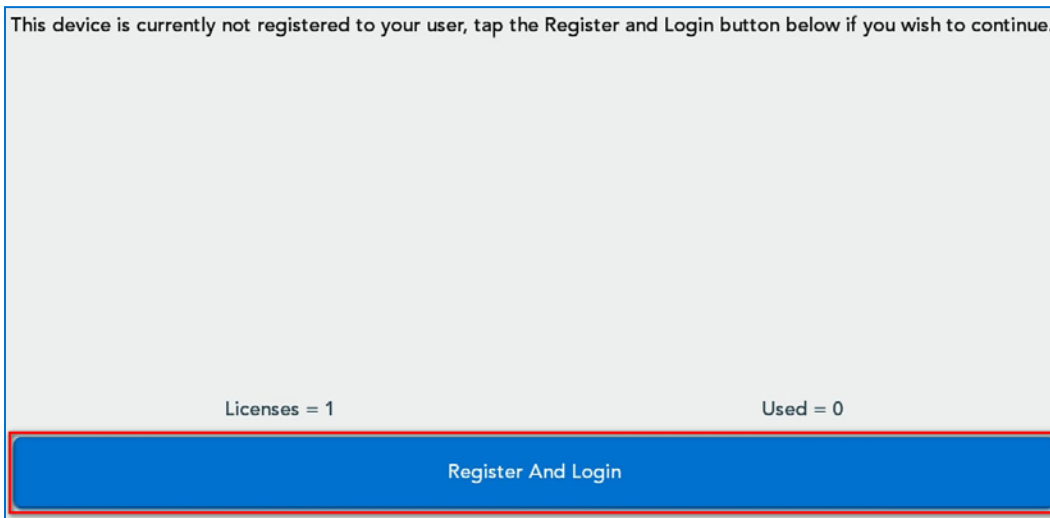 This device is currently not registered to your user, tap the Register and Login button below if you wish to continue.
Licenses = 1
Used = 0
Register And Login